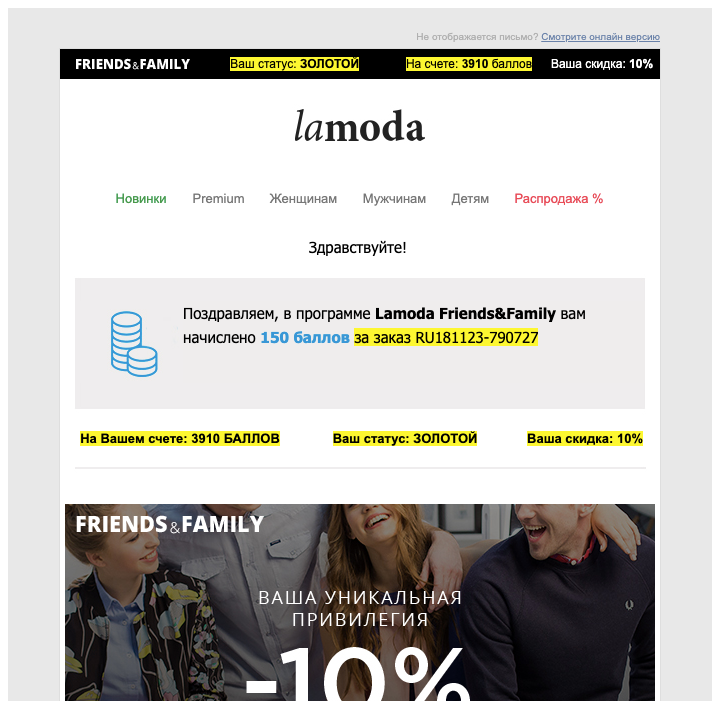 Не отображается письмо? Смотрите онлайн версию
FRIENDS&FAMILY Ваш статус: ЗОЛОТОЙ На счете: 3910 баллов Ваша скидка: 10%
lamoda
Новинки Premium Женщинам Мужчинам Детям Распродажа %
Здравствуйте!
Поздравляем, в программе Lamoda Friends&Family вам
начислено 150 баллов за заказ RU181123-790727
На Вашем счете: 3910 БАЛЛОВ Ваш статус: ЗОЛОТОЙ Ваша скидка: 10%
FRIENDS&FAMILY
ВАША УНИКАЛЬНАЯ
ПРИВИЛЕГИЯ
-10%